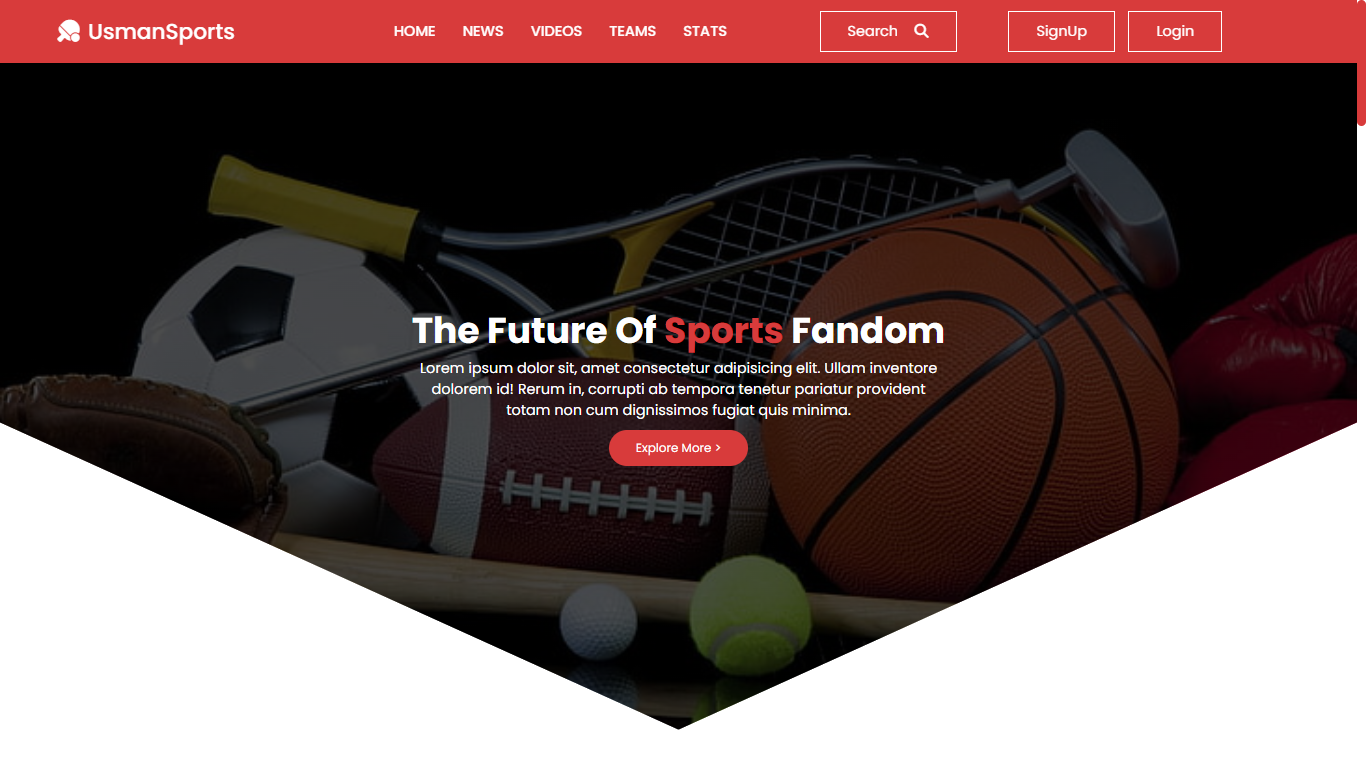 UsmanSports
HOME NEWS VIDEOS TEAMS STATS
Search
SignUp
Login
The Future Of Sports Fandom
Lorem ipsum dolor sit, amet consectetur adipisicing elit. Ullam inventore
dolorem id! Rerum in, corrupti ab tempora tenetur pariatur provident
totam non cum dignissimos fugiat quis minima.
Explore More >